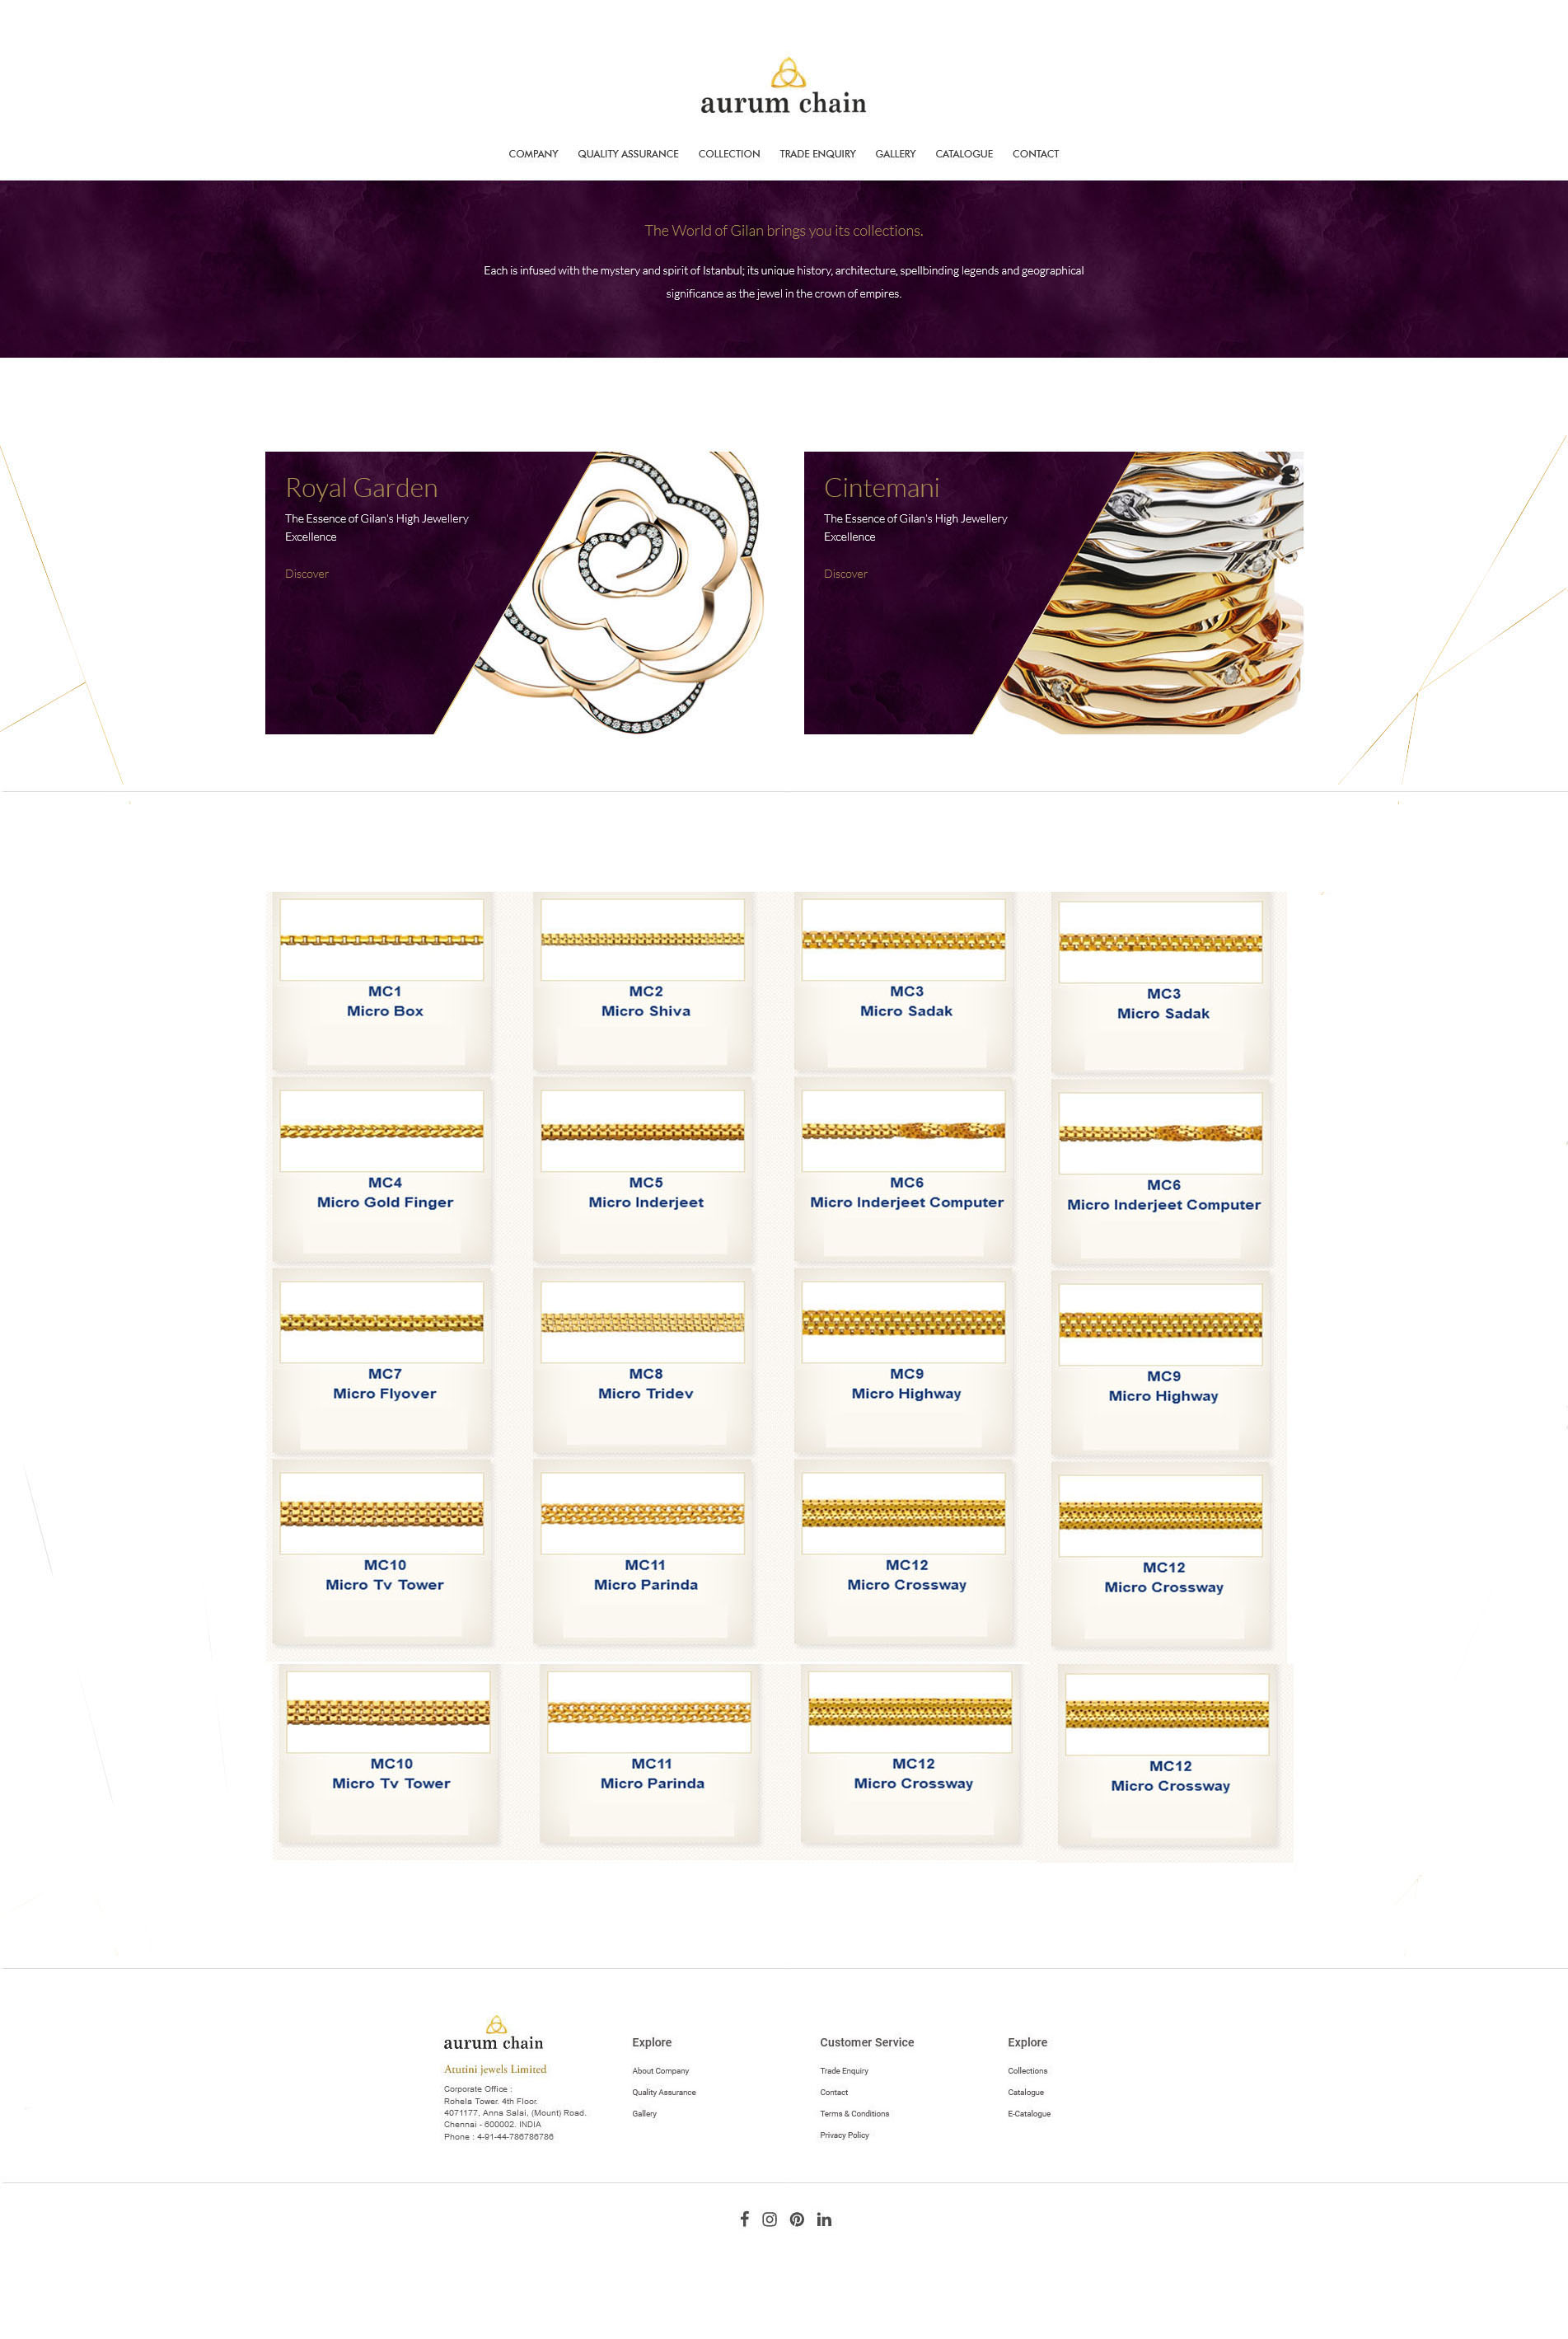 aurum chain
COMPANY QUALITY ASSURANCE COLLECTION TRADE ENQUIRY GALLERY CATALOGUE CONTACT
The World of Gilan brings you its collections.
Each is infused with the mystery and spirit of Istanbul; its unique history, architecture, spellbinding legends and geographical
significance as the jewel in the crown of empires.
Royal Garden
The Essence of Gilan's High Jewellery
Excellence
Discover
Cintemani
The Essence of Gilan's High Jewellery
Excellence
Discover
MC1
Micro Box
MC2
Micro Shiva
MC3
Micro Sadak
MC3
Micro Sadak
MC4
Micro Gold Finger
MC5
Micro Inderjeet
MC6
Micro Inderjeet Computer
MC6
Micro Inderjeet Computer
MC7
Micro Flyover
MC8
Micro Tridev
MC9
Micro Highway
MC9
Micro Highway
MC10
Micro Tv Tower
MC11
Micro Parinda
MC12
Micro Crossway
MC12
Micro Crossway
MC10
Micro Tv Tower
MC11
Micro Parinda
MC12
Micro Crossway
MC12
Micro Crossway
aurum chain
Atutini jewels Limited
Corporate Office :
Rohela Tower. 4th Floor.
4071177, Anna Salai, (Mount) Road.
Chennai - 600002. INDIA
Phone : 4-91-44-786786786
Explore
About Company
Quality Assurance
Gallery
Customer Service
Trade Enquiry
Contact
Terms & Conditions
Privacy Policy
Explore
Collections
Catalogue
E-Catalogue